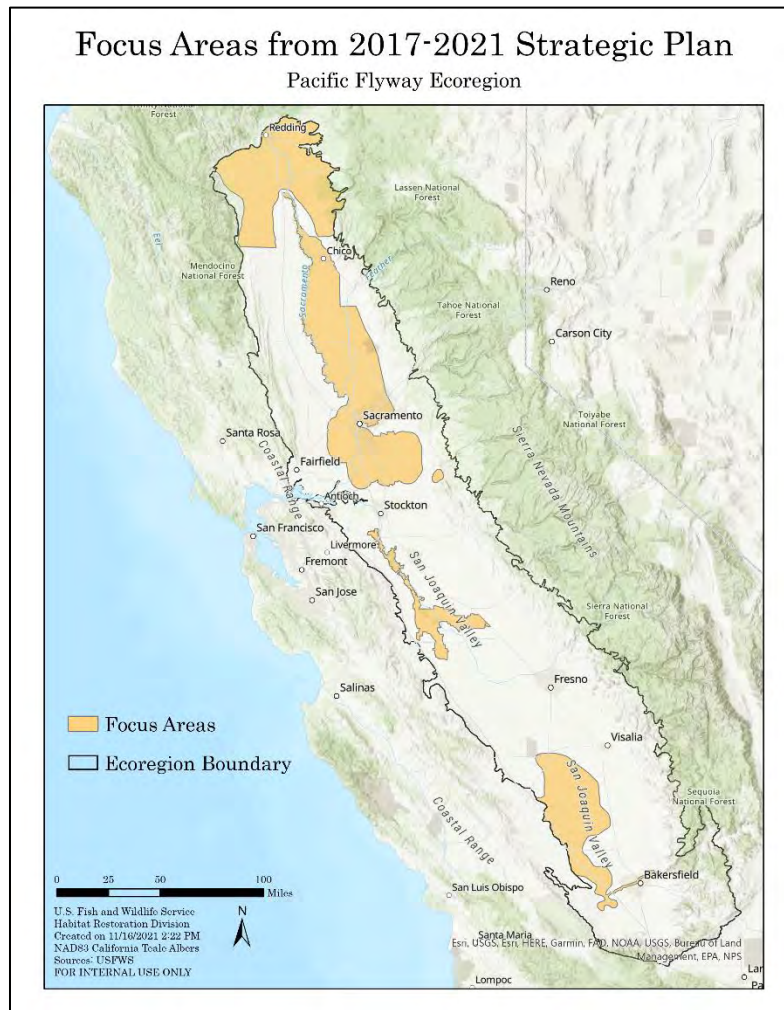 Focus Areas from 2017-2021 Strategic Plan
Pacific Flyway Ecoregion
National
Forest
Redding
Lassen National
Forest
Chico
Eel
Mendocino
National Forest
Sacramento
Feather
Reno
Tahoe National
Forest
Carson City
Sacramento
Toiyabe
National Forest
Santa Rosa
Coastal Range
Fairfield
Sierra Nevada Mountains
Antioch
Stockton
San Francisco
Livermore
Fremont
San Joaquin Valley
San Jose
Sierra National
Forest
Salinas
Fresno
Focus Areas
Visalia
Ecoregion Boundary
San Joaquin Valley
Sequoia
National Forest
Coastal Range
0 25 50 100
Miles
Bakersfield
San Luis Obispo
U.S. Fish and Wildlife Service
Habitat Restoration Division
Created on 11/16/2021 2:22 PM
NAD83 California Teale Albers
Sources: USFWS
FOR INTERNAL USE ONLY
N
Santa Maria
Esri, USGS, Esri, HERE, Garmin, FAO, NOAA, USGS, Bureau of Land
Management, EPA, NPS
Lompoc
Lan
Pa